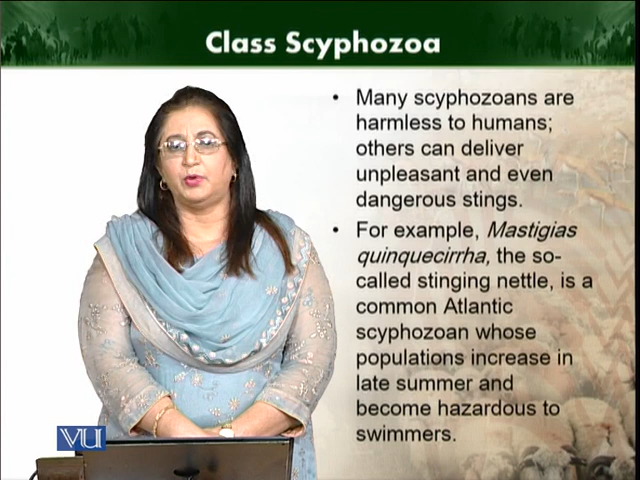 Class Scyphozoa
• Many scyphozoans are
harmless to humans;
others can deliver
unpleasant and even
dangerous stings.
• For example, Mastigias
quinquecirrha, the so-
called stinging nettle, is a
common Atlantic
scyphozoan whose
populations increase in
late summer and
become hazardous to
swimmers.
VU